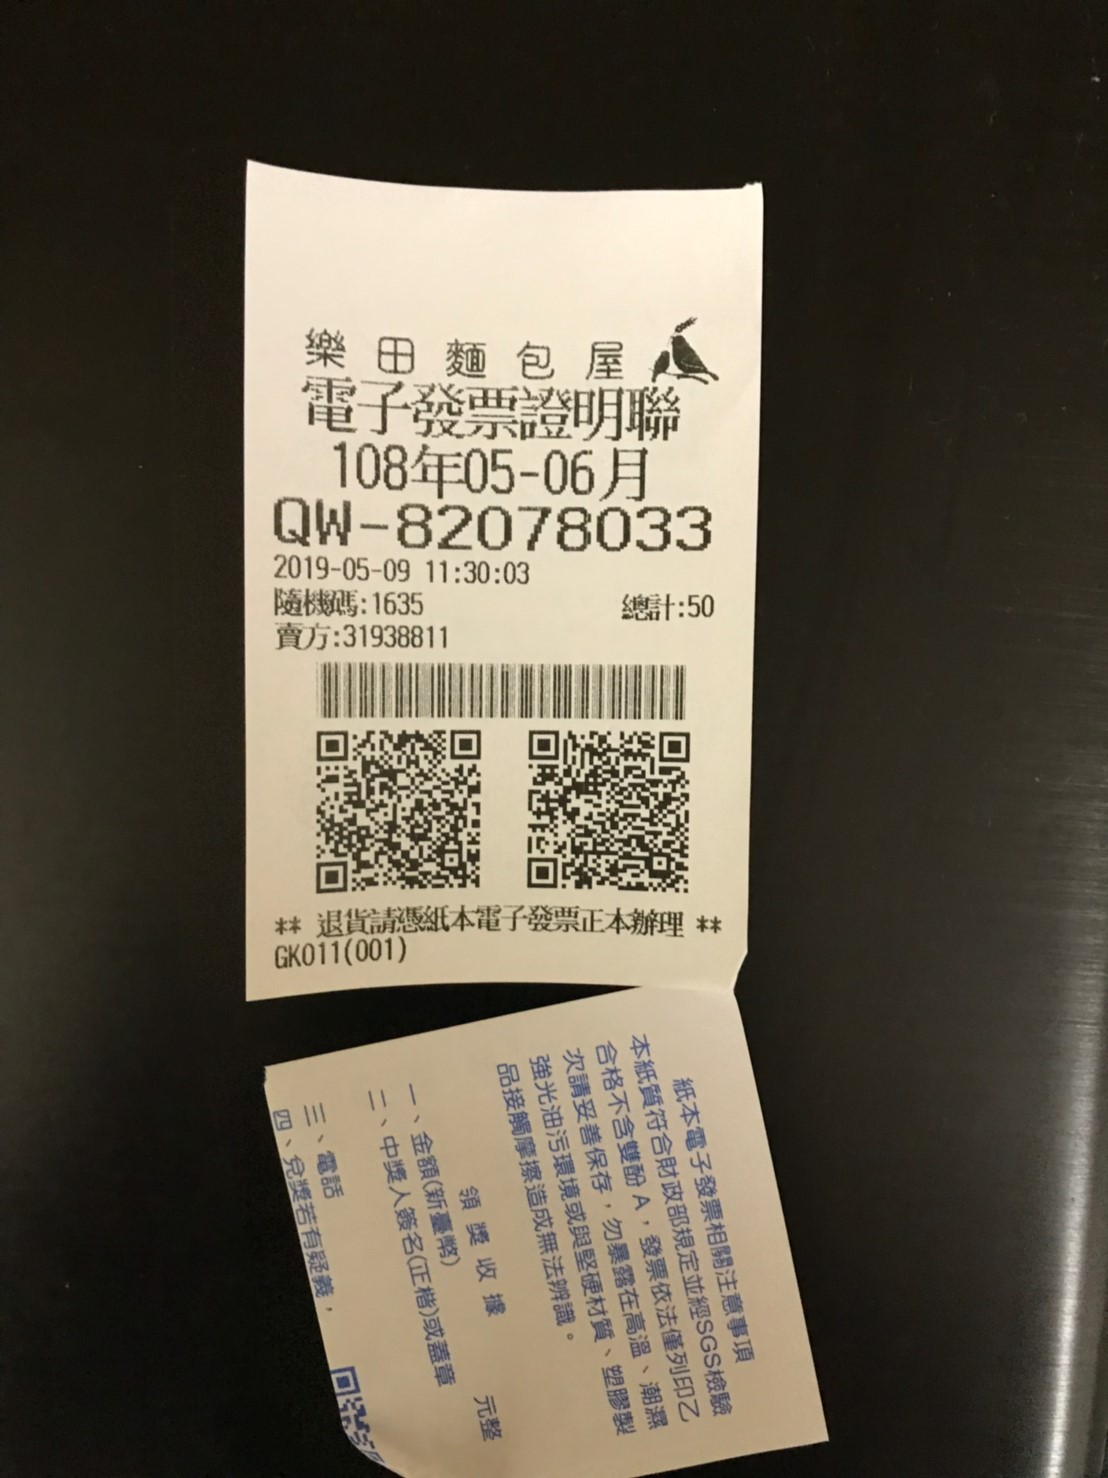 樂田麵包屋
電子發票證明聯
108年05-06月
QW-82078033
2019-05-09 11:30:03
隨機碼:1635 總計:50
賣方:31938811
** 退貨請憑紙本電子發票正本辦理 **
GK011(001)
紙本電子發票相關注意事項
本紙質符合財政部規定並經SGS檢驗
合格不含雙酚A，發票依法僅列印乙
次請妥善保存，勿暴露在高溫、潮濕
強光油污環境或與堅硬材質、塑膠製
品接觸摩擦造成無法辨識。
領獎收據
一、金額(新臺幣) 元整
二、中獎人簽名(正楷)或蓋章
三、電話
四、兌獎若有疑義，